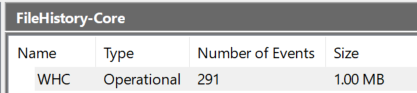 FileHistory-Core
Name Type Number of Events Size
WHC Operational 291 1.00 MB